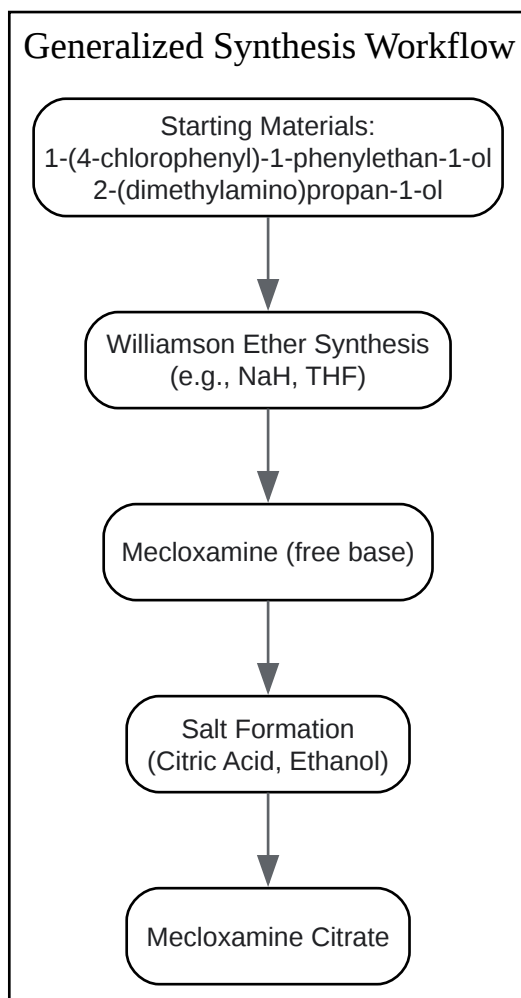 Generalized Synthesis Workflow
Starting Materials:
1-(4-chlorophenyl)-1-phenylethan-1-ol
2-(dimethylamino)propan-1-ol
Williamson Ether Synthesis
(e.g., NaH, THF)
Mecloxamine (free base)
Salt Formation
(Citric Acid, Ethanol)
Mecloxamine Citrate